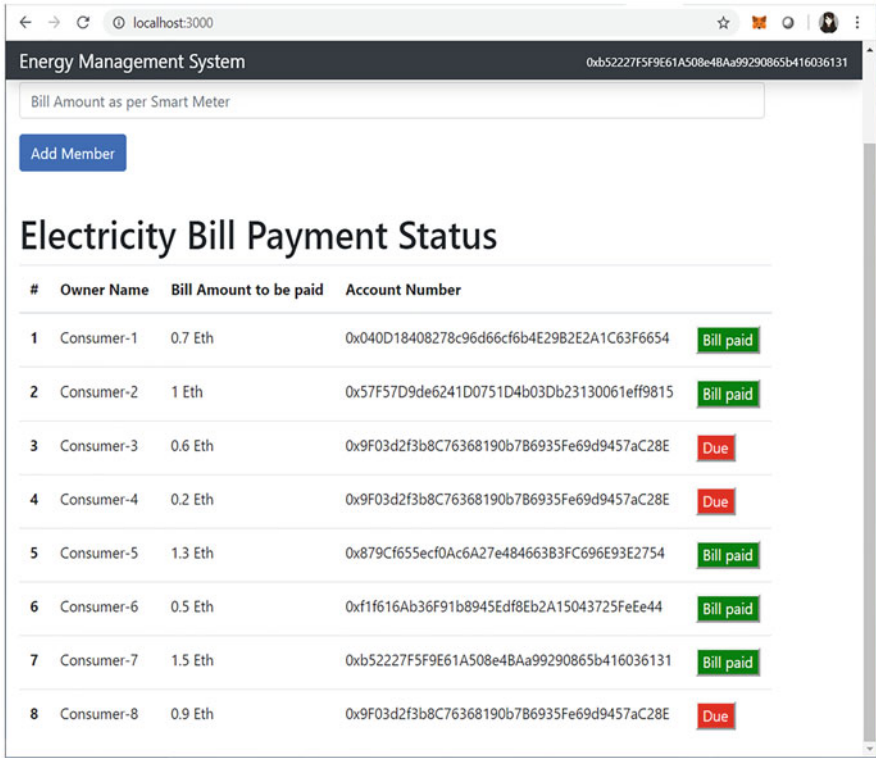 localhost:3000
Energy Management System 0xb52227F5F9E61A508e4BAa99290865b416036131
Bill Amount as per Smart Meter
Add Member
Electricity Bill Payment Status
# Owner Name Bill Amount to be paid Account Number
1 Consumer-1 0.7 Eth 0x040D18408278c96d66cf6b4E29B2E2A1C63F6654 Bill paid
2 Consumer-2 1 Eth 0x57F57D9de6241D0751D4b03Db23130061eff9815 Bill paid
3 Consumer-3 0.6 Eth 0x9F03d2f3b8C76368190b7B6935Fe69d9457aC28E Due
4 Consumer-4 0.2 Eth 0x9F03d2f3b8C76368190b7B6935Fe69d9457aC28E Due
5 Consumer-5 1.3 Eth 0x879Cf655ecf0Ac6A27e484663B3FC696E93E2754 Bill paid
6 Consumer-6 0.5 Eth 0xf1f616Ab36F91b8945Edf8Eb2A15043725FeEe44 Bill paid
7 Consumer-7 1.5 Eth 0xb52227F5F9E61A508e4BAa99290865b416036131 Bill paid
8 Consumer-8 0.9 Eth 0x9F03d2f3b8C76368190b7B6935Fe69d9457aC28E Due